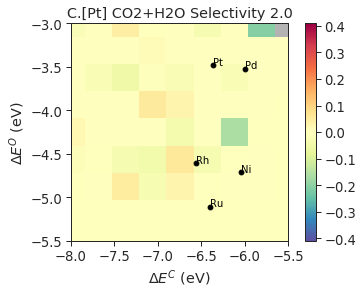 C.[Pt] CO2+H2O Selectivity 2.0
−3.0
−3.5
−4.0
−4.5
−5.0
−5.5
ΔE^O (eV)
Pt
Pd
Rh
Ni
Ru
−8.0 −7.5 −7.0 −6.5 −6.0 −5.5
ΔE^C (eV)
0.4
0.3
0.2
0.1
0.0
−0.1
−0.2
−0.3
−0.4